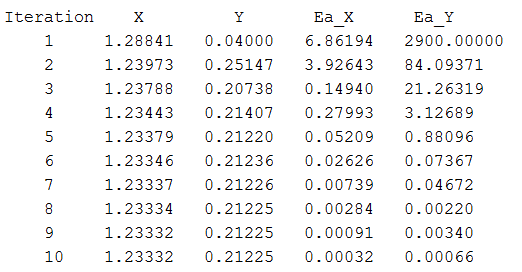 Iteration X Y Ea_X Ea_Y
1 1.28841 0.04000 6.86194 2900.00000
2 1.23973 0.25147 3.92643 84.09371
3 1.23788 0.20738 0.14940 21.26319
4 1.23443 0.21407 0.27993 3.12689
5 1.23379 0.21220 0.05209 0.88096
6 1.23346 0.21236 0.02626 0.07367
7 1.23337 0.21226 0.00739 0.04672
8 1.23334 0.21225 0.00284 0.00220
9 1.23332 0.21225 0.00091 0.00340
10 1.23332 0.21225 0.00032 0.00066